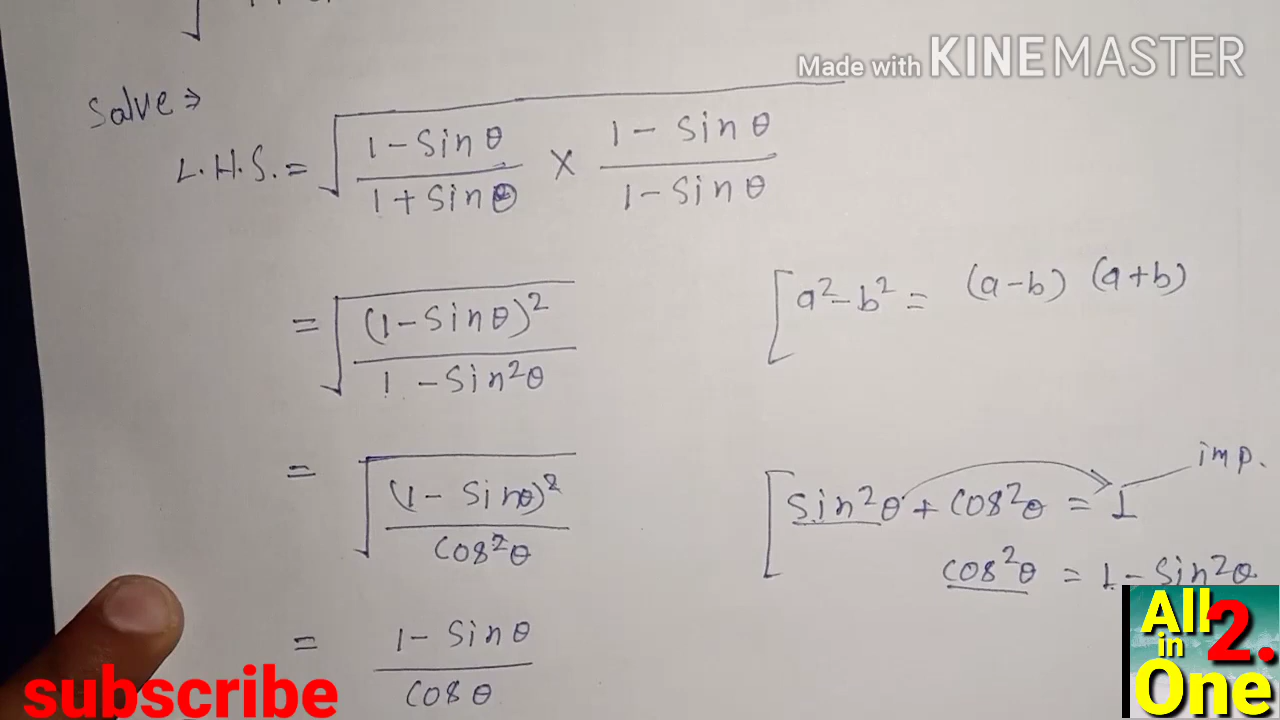 Made with KINEMASTER
Solve ⇒
L.H.S. = √((1 - Sin θ)/(1 + Sin θ) × (1 - Sin θ)/(1 - Sin θ))
= √((1 - Sin θ)²/(1 - Sin²θ))
[a² - b² = (a - b) (a + b)
= √((1 - Sin θ)²/(Cos²θ))
imp.
[Sin²θ + Cos²θ = 1
Cos²θ = 1 - Sin²θ
= (1 - Sin θ)/(Cos θ)
subscribe
All
in 2.
One